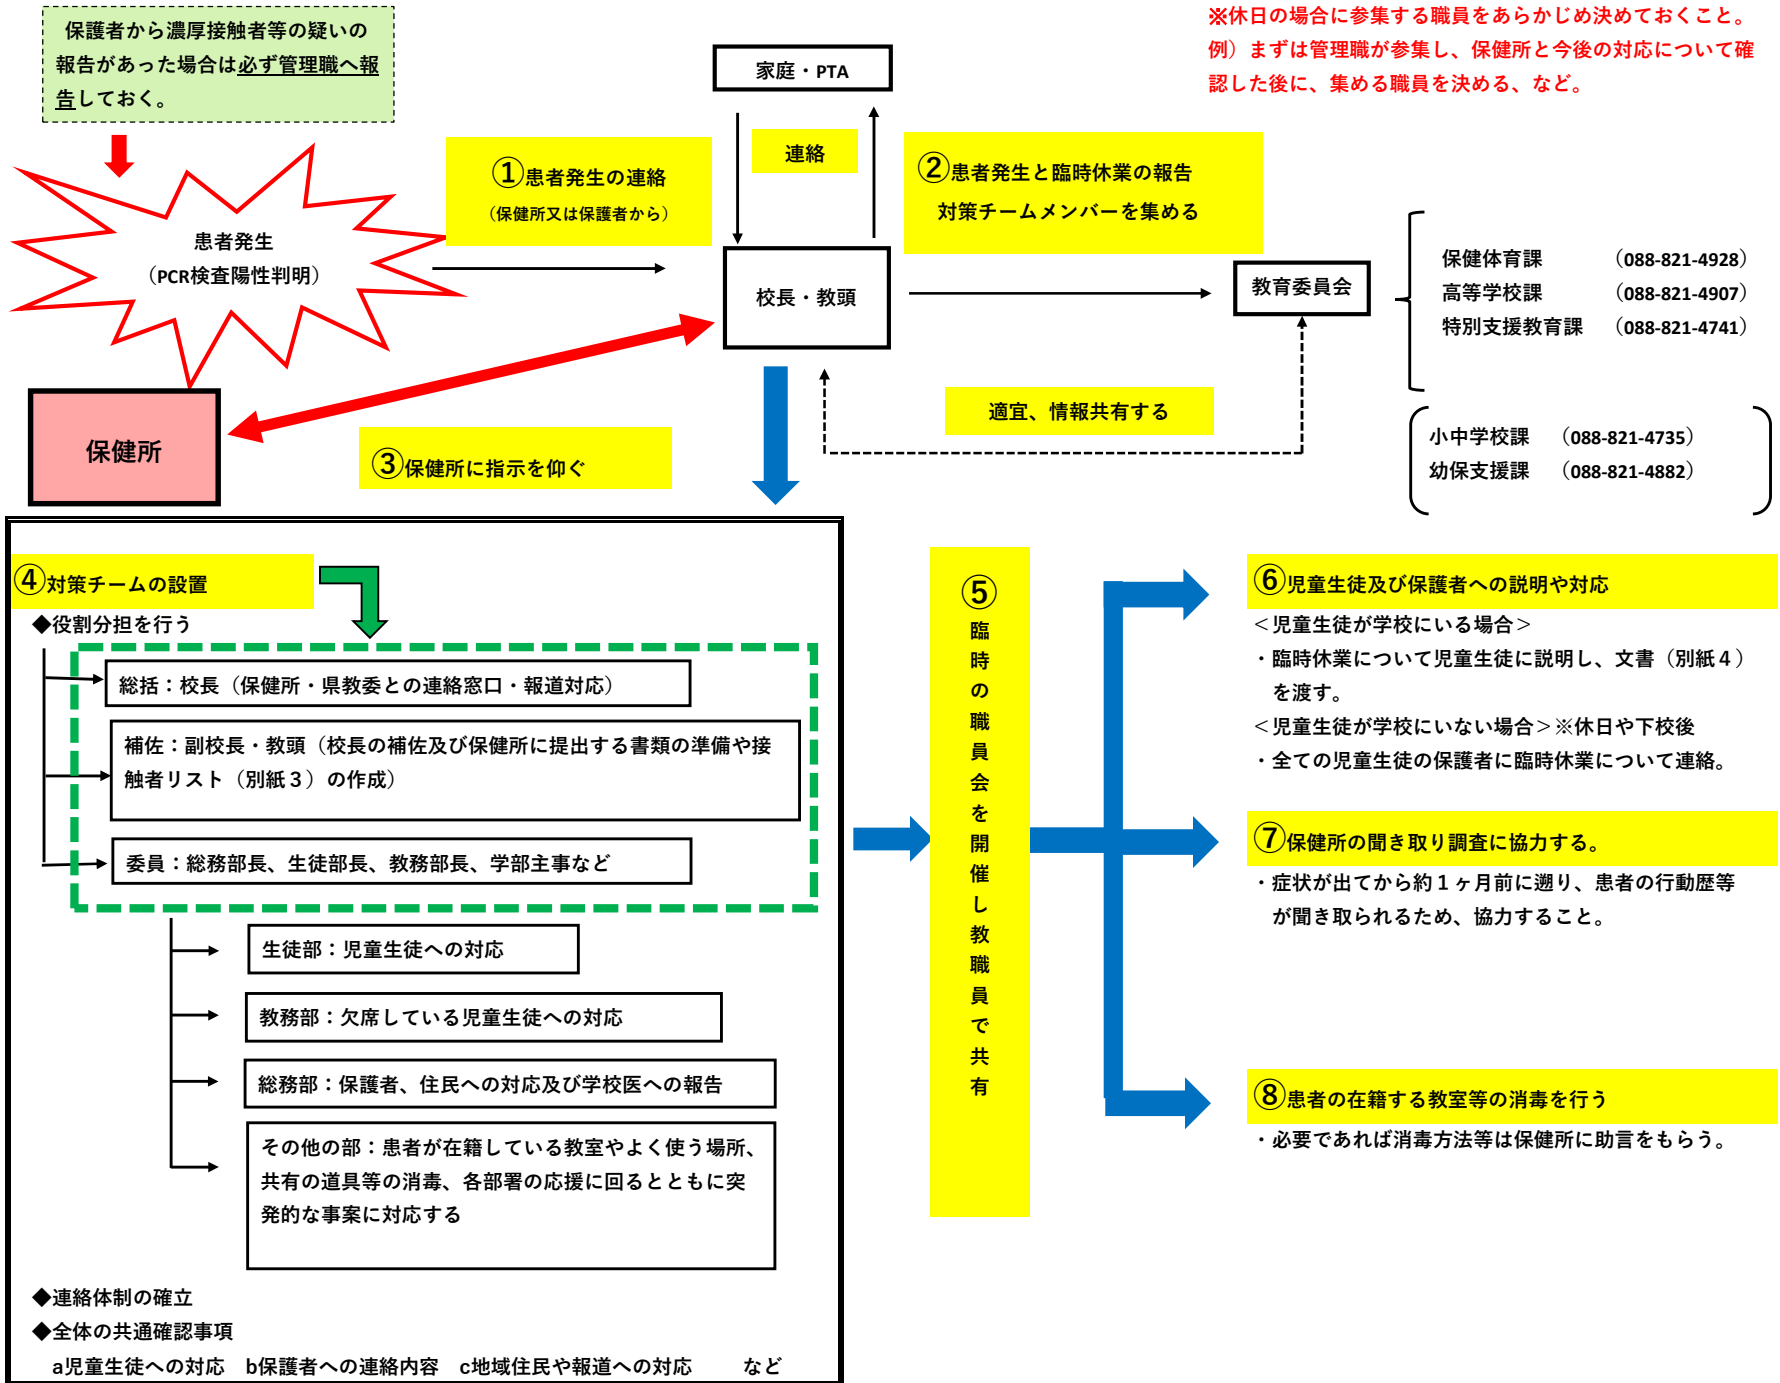 保護者から濃厚接触者等の疑いの
報告があった場合は必ず管理職へ報
告しておく。
※休日の場合に参集する職員をあらかじめ決めておくこと。
例）まずは管理職が参集し、保健所と今後の対応について確
認した後に、集める職員を決める、など。
家庭・PTA
連絡
①患者発生の連絡
（保健所又は保護者から）
②患者発生と臨時休業の報告
対策チームメンバーを集める
患者発生
（PCR検査陽性判明）
校長・教頭
教育委員会
保健体育課　（088-821-4928）
高等学校課　（088-821-4907）
特別支援教育課　（088-821-4741）
適宜、情報共有する
小中学校課　（088-821-4735）
幼保支援課　（088-821-4882）
保健所
③保健所に指示を仰ぐ
④対策チームの設置
◆役割分担を行う
総括：校長（保健所・県教委との連絡窓口・報道対応）
補佐：副校長・教頭（校長の補佐及び保健所に提出する書類の準備や接
触者リスト（別紙３）の作成）
委員：総務部長、生徒部長、教務部長、学部主事など
生徒部：児童生徒への対応
教務部：欠席している児童生徒への対応
総務部：保護者、住民への対応及び学校医への報告
その他の部：患者が在籍している教室やよく使う場所、
共有の道具等の消毒、各部署の応援に回るとともに突
発的な事案に対応する
◆連絡体制の確立
◆全体の共通確認事項
a児童生徒への対応　b保護者への連絡内容　c地域住民や報道への対応　など
⑤臨時の職員会を開催し教職員で共有
⑥児童生徒及び保護者への説明や対応
＜児童生徒が学校にいる場合＞
・臨時休業について児童生徒に説明し、文書（別紙４）
を渡す。
＜児童生徒が学校にいない場合＞※休日や下校後
・全ての児童生徒の保護者に臨時休業について連絡。
⑦保健所の聞き取り調査に協力する。
・症状が出てから約１ヶ月前に遡り、患者の行動歴等
が聞き取られるため、協力すること。
⑧患者の在籍する教室等の消毒を行う
・必要であれば消毒方法等は保健所に助言をもらう。